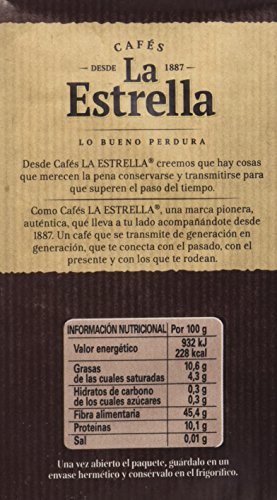 CAFÉS
DESDE 1887
La
Estrella
LO BUENO PERDURA
Desde Cafés LA ESTRELLA® creemos que hay cosas
que merecen la pena conservarse y transmitirse para
que superen el paso del tiempo.
Como Cafés LA ESTRELLA®, una marca pionera,
auténtica, qué lleva a tu lado acompañándote desde
1887. Un café que se transmite de generación en
generación, que te conecta con el pasado, con el
presente y con los que te rodean.
INFORMACIÓN NUTRICIONAL Por 100 g
Valor energético 932 kJ
228 kcal
Grasas 10,6 g
de las cuales saturadas 4,3 g
Hidratos de carbono 0,3 g
de los cuales azúcares 0,3 g
Fibra alimentaria 45,4 g
Proteínas 10,1 g
Sal 0,01 g
Una vez abierto el paquete, guárdalo en un
envase hermético y consérvalo en el frigorífico.